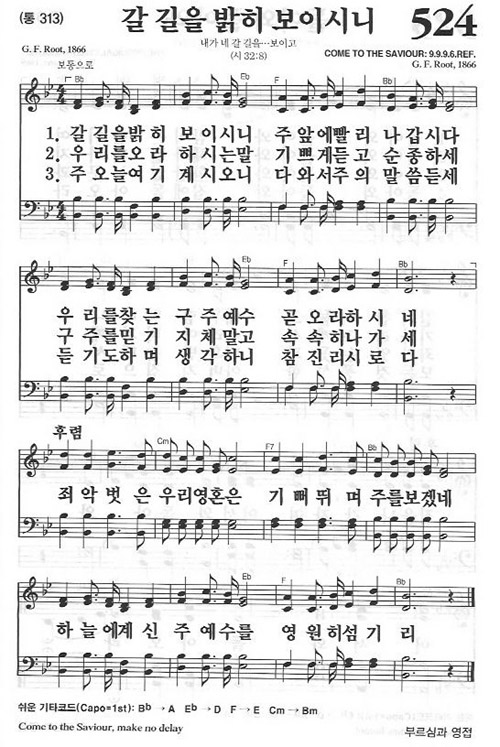 (통 313)
갈 길을 밝히 보이시니
524
내가 네 갈 길을…보이고
(시 32:8)
G. F. Root, 1866
COME TO THE SAVIOUR: 9.9.9.6.REF.
G. F. Root, 1866
보통으로
Bb Eb F Bb
1. 갈 길을밝 히 보 이시니 주 앞에빨 리 나 갑시다
2. 우 리를오 라 하 시는말 기 쁘게듣 고 순 종하세
3. 주 오늘여 기 계 시오니 다 와서주 의 말 씀듣세
Eb F Bb
우 리를찾 는 구 주예수 곧 오라하 시 네
구 주를믿 기 지 체말고 속 속히나 가 세
듣 기도하 며 생 각하니 참 진리시 로 다
후렴
Cm F7 Bb
죄 악벗 은 우리영혼은 기 뻐 뛰 며 주를보겠네
Eb F Bb
하 늘에계 신 주 예수를 영 원히섬 기 리
쉬운 기타코드(Capo=1st): Bb → A Eb → D F → E Cm → Bm
Come to the Saviour, make no delay
부르심과 영접